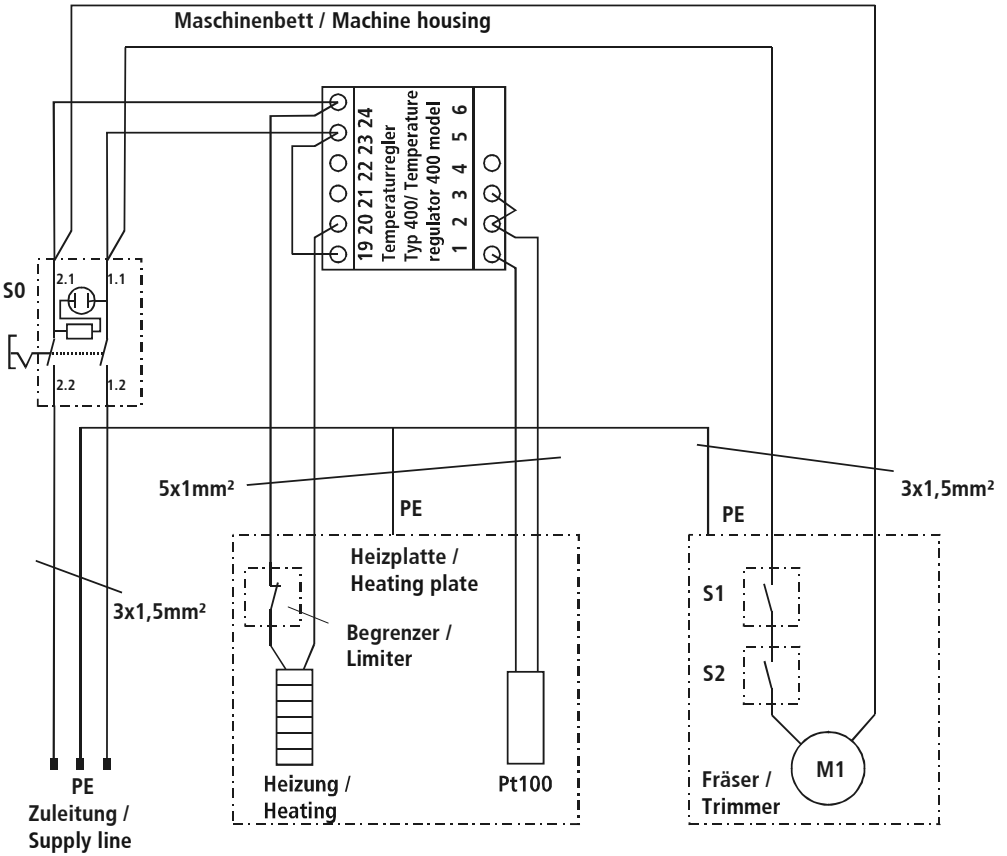 Maschinenbett / Machine housing
19 20 21 22 23 24
Temperaturregler
Typ 400/ Temperature
regulator 400 model
1 2 3 4 5 6
S0
2.1
1.1
2.2
1.2
5x1mm²
3x1,5mm²
PE
PE
Heizplatte /
Heating plate
S1
3x1,5mm²
Begrenzer /
Limiter
S2
PE
Zuleitung /
Supply line
Heizung /
Heating
Pt100
Fräser /
Trimmer
M1